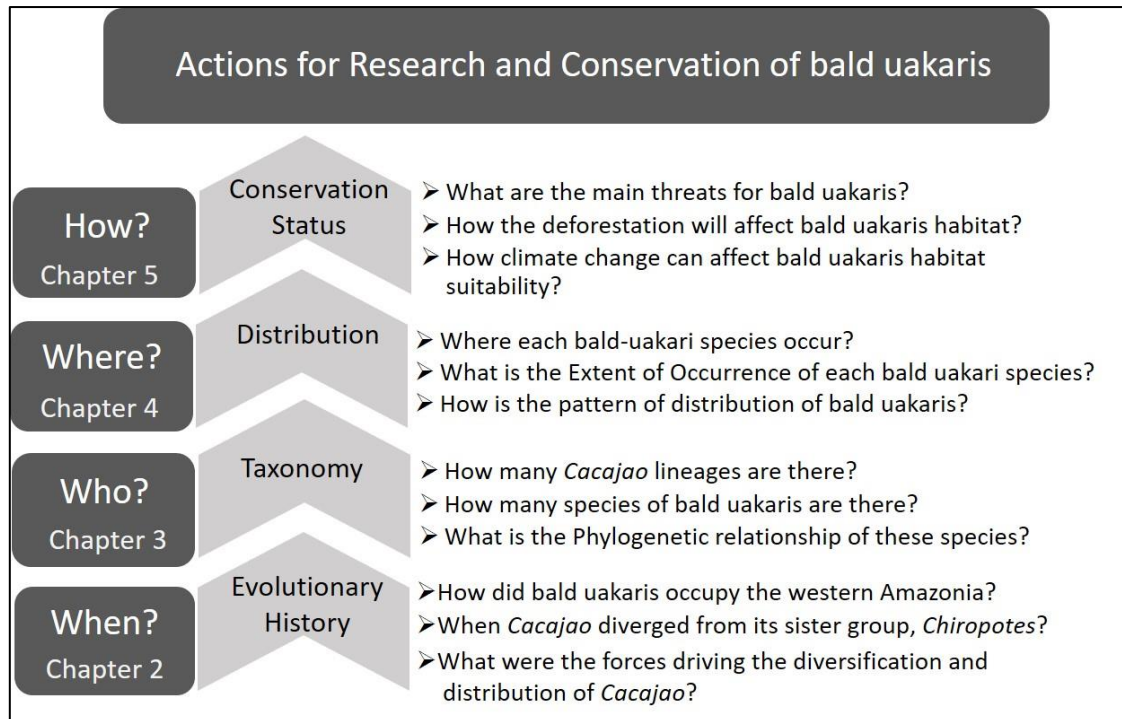 Actions for Research and Conservation of bald uakaris
How?
Chapter 5
Conservation
Status
➢ What are the main threats for bald uakaris?
➢ How the deforestation will affect bald uakaris habitat?
➢ How climate change can affect bald uakaris habitat
suitability?
Where?
Chapter 4
Distribution
➢ Where each bald-uakari species occur?
➢ What is the Extent of Occurrence of each bald uakari species?
➢ How is the pattern of distribution of bald uakaris?
Who?
Chapter 3
Taxonomy
➢ How many Cacajao lineages are there?
➢ How many species of bald uakaris are there?
➢ What is the Phylogenetic relationship of these species?
When?
Chapter 2
Evolutionary
History
➢How did bald uakaris occupy the western Amazonia?
➢When Cacajao diverged from its sister group, Chiropotes?
➢What were the forces driving the diversification and
distribution of Cacajao?